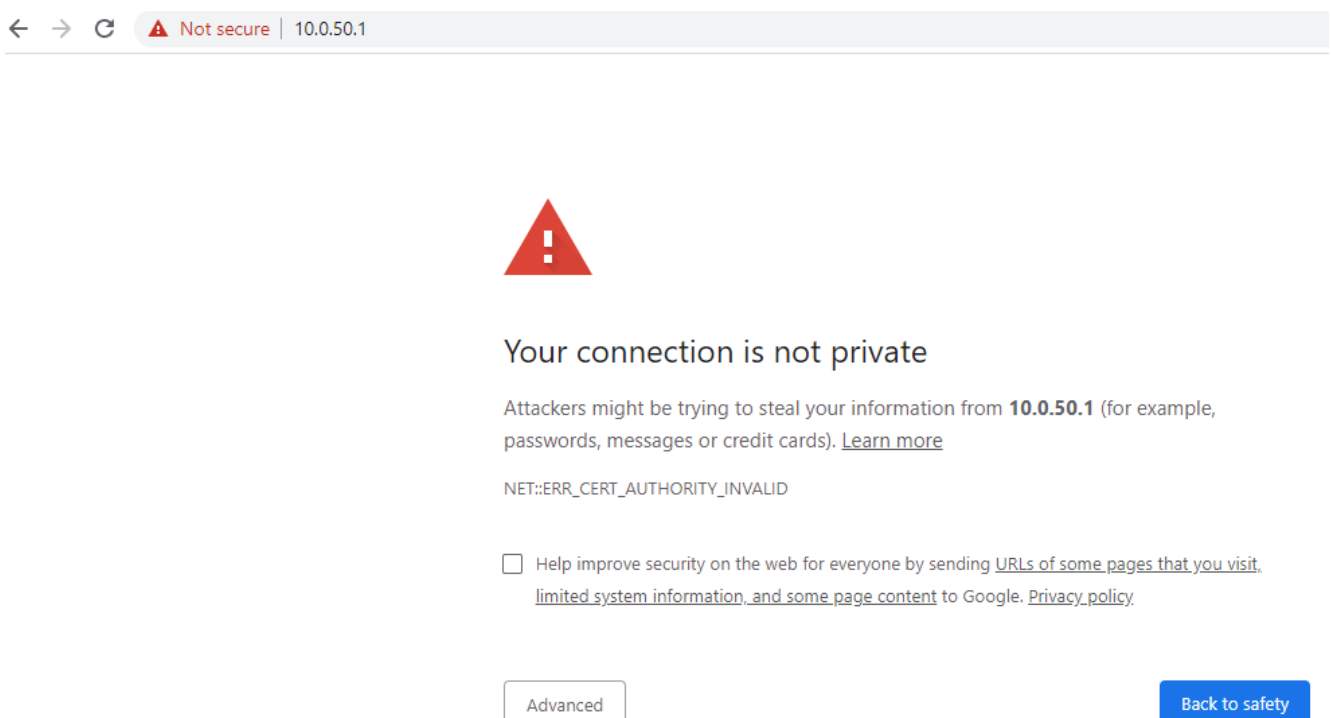 Not secure | 10.0.50.1
Your connection is not private
Attackers might be trying to steal your information from 10.0.50.1 (for example,
passwords, messages or credit cards). Learn more
NET::ERR_CERT_AUTHORITY_INVALID
Help improve security on the web for everyone by sending URLs of some pages that you visit,
limited system information, and some page content to Google. Privacy policy
Advanced
Back to safety